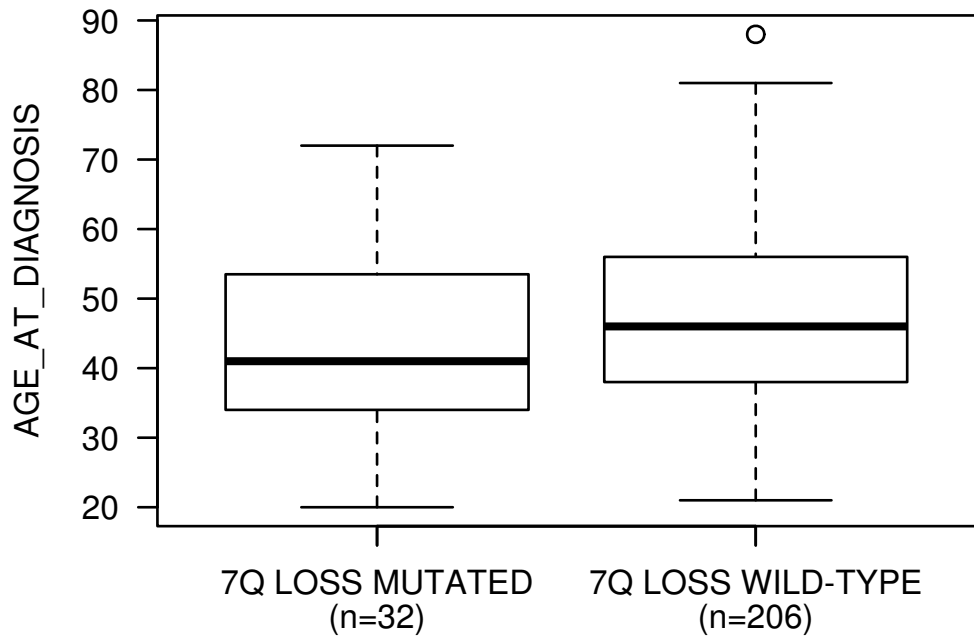 AGE_AT_DIAGNOSIS
90
80
70
60
50
40
30
20
7Q LOSS MUTATED
(n=32)
7Q LOSS WILD-TYPE
(n=206)